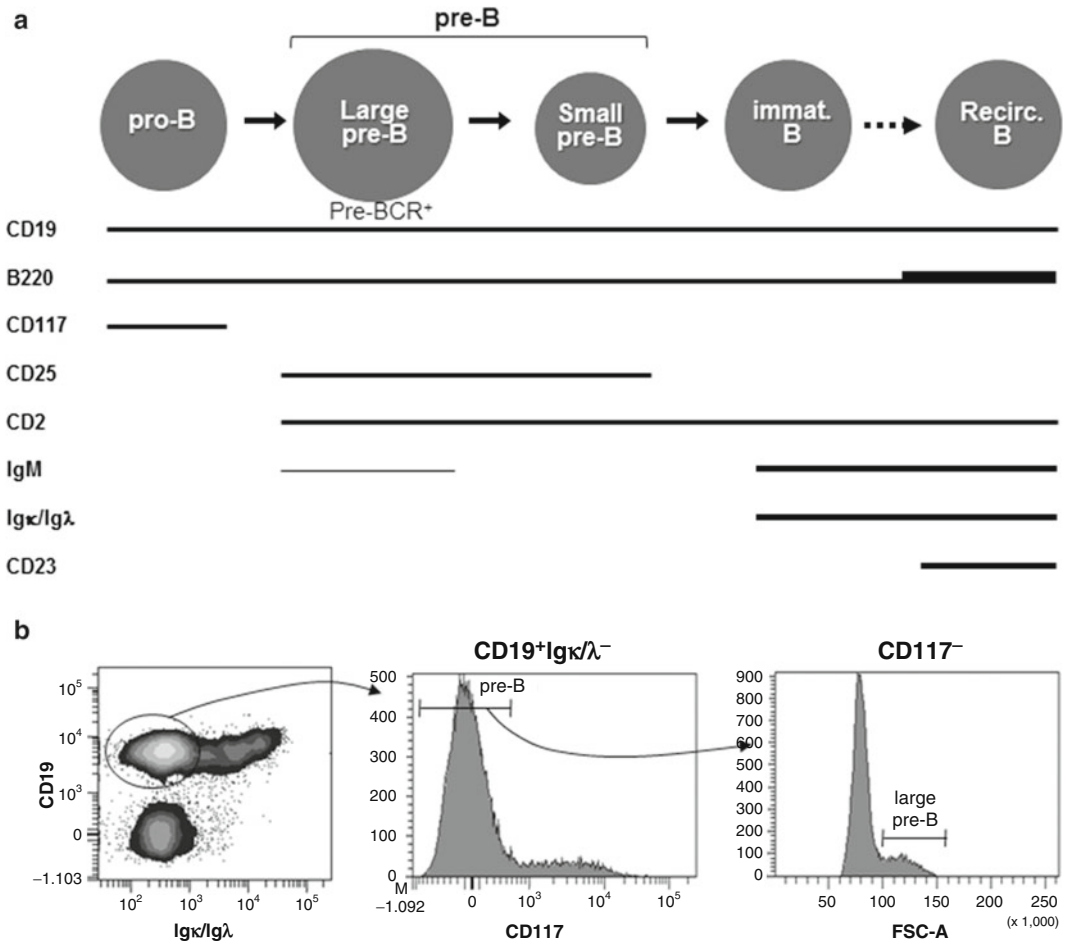 a
pre-B
pro-B
Large
pre-B
Small
pre-B
immat.
B
Recirc.
B
Pre-BCR⁺
CD19
B220
CD117
CD25
CD2
IgM
Igκ/Igλ
CD23
b
CD19
10⁵
10⁴
10³
0
−1.103
10² 10³ 10⁴ 10⁵
Igκ/Igλ
CD19⁺Igκ/λ⁻
pre-B
500
400
300
200
100
0
M
−1.092
0 10³ 10⁴ 10⁵
CD117
CD117⁻
large
pre-B
900
800
700
600
500
400
300
200
100
0
50 100 150 200 250
(x 1,000)
FSC-A